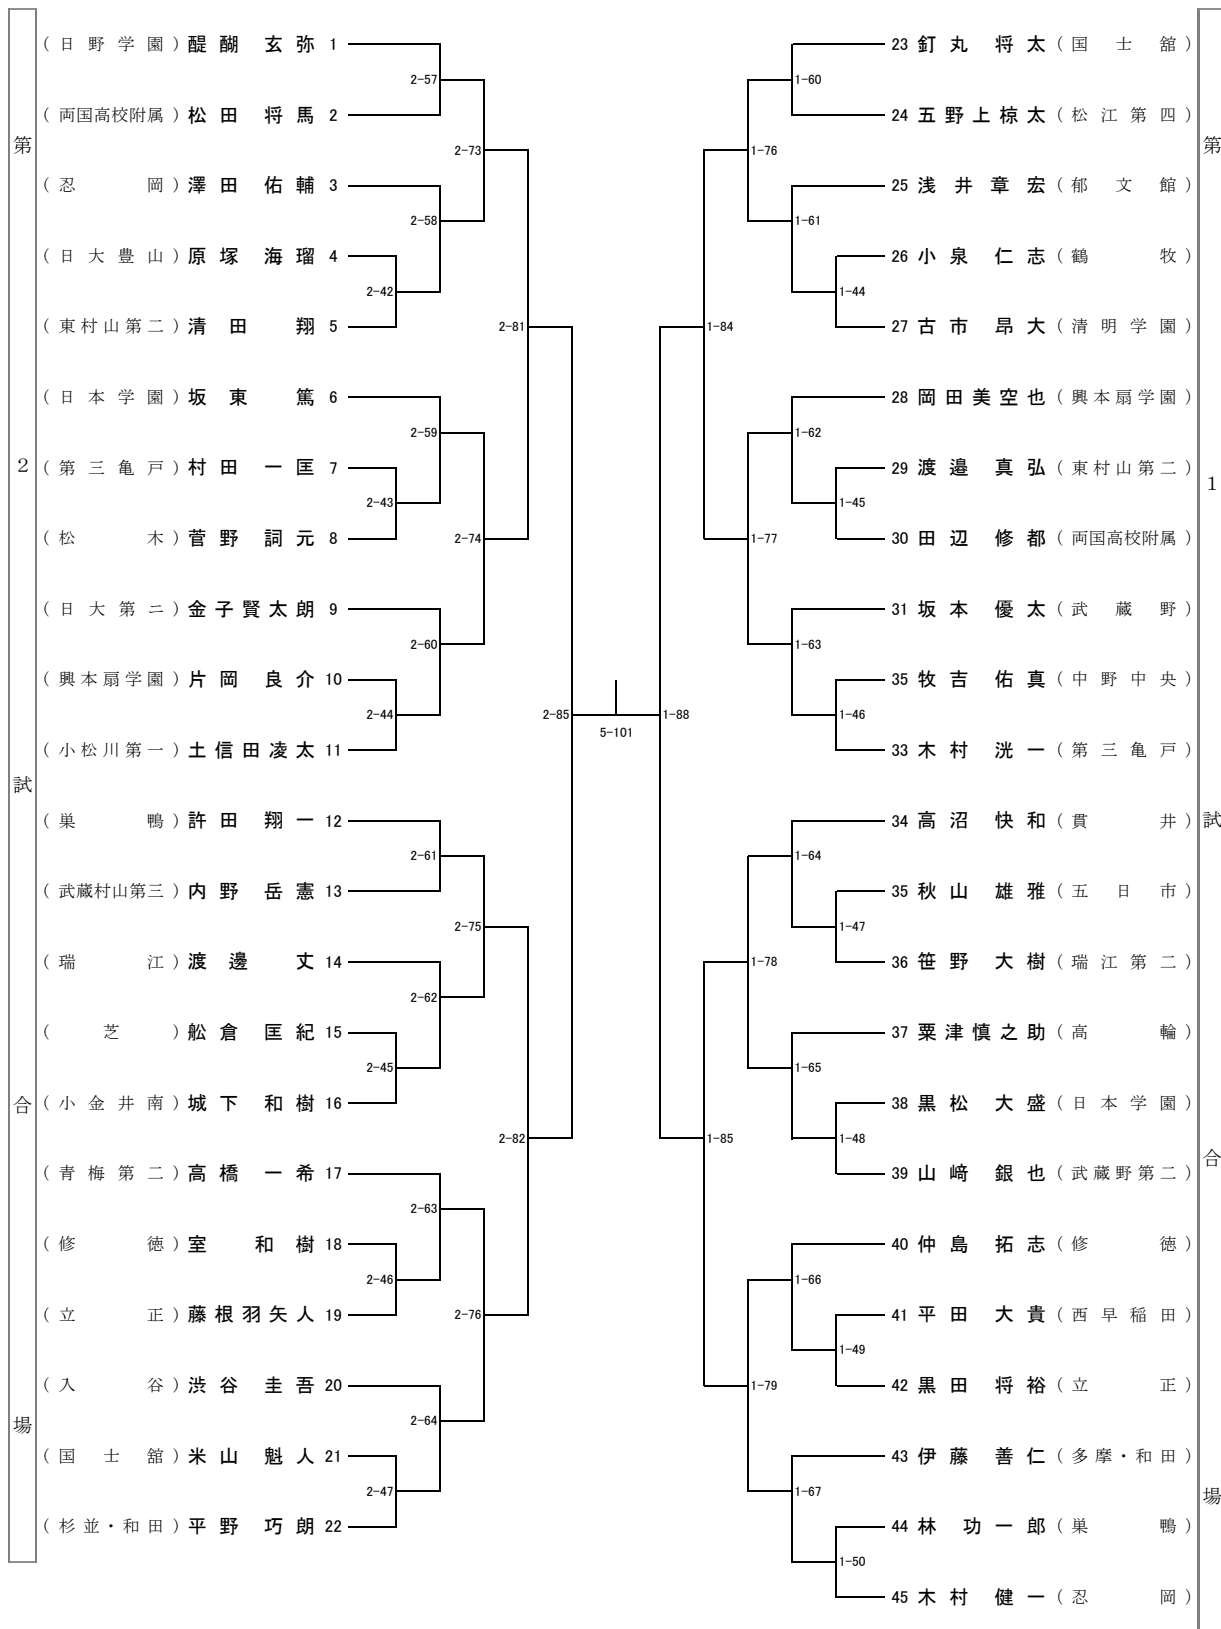 第２試合場
（日野学園）醍醐 玄弥 1
（両国高校附属）松田 将馬 2
（忍岡）澤田 佑輔 3
（日大豊山）原塚 海瑠 4
（東村山第二）清田 翔 5
（日本学園）坂東 篤 6
（第三亀戸）村田 一匡 7
（松木）菅野 詞元 8
（日大第ニ）金子賢太朗 9
（興本扇学園）片岡 良介 10
（小松川第一）土信田凌太 11
（巣鴨）許田 翔一 12
（武蔵村山第三）内野 岳憲 13
（瑞江）渡邊 丈 14
（芝）舩倉 匡紀 15
（小金井南）城下 和樹 16
（青梅第二）高橋 一希 17
（修徳）室 和樹 18
（立正）藤根羽矢人 19
（入谷）渋谷 圭吾 20
（国士舘）米山 魁人 21
（杉並・和田）平野 巧朗 22
2-57
2-58
2-42
2-59
2-43
2-60
2-44
2-61
2-62
2-45
2-63
2-46
2-64
2-47
2-73
2-74
2-75
2-76
2-81
2-82
2-85
5-101
1-88
1-84
1-85
1-76
1-77
1-78
1-79
1-60
1-61
1-44
1-62
1-45
1-63
1-46
1-64
1-47
1-65
1-48
1-66
1-49
1-67
1-50
23 釘丸 将太（国士舘）
24 五野上椋太（松江第四）
25 浅井章宏（郁文館）
26 小泉 仁志（鶴牧）
27 古市 昂大（清明学園）
28 岡田美空也（興本扇学園）
29 渡邉 真弘（東村山第二）
30 田辺 修都（両国高校附属）
31 坂本 優太（武蔵野）
35 牧吉 佑真（中野中央）
33 木村 洸一（第三亀戸）
34 高沼 快和（貫井）
35 秋山 雄雅（五日市）
36 笹野 大樹（瑞江第二）
37 粟津慎之助（高輪）
38 黒松 大盛（日本学園）
39 山﨑 銀也（武蔵野第二）
40 仲島 拓志（修徳）
41 平田 大貴（西早稲田）
42 黒田 将裕（立正）
43 伊藤 善仁（多摩・和田）
44 林 功一郎（巣鴨）
45 木村 健一（忍岡）
第１試合場